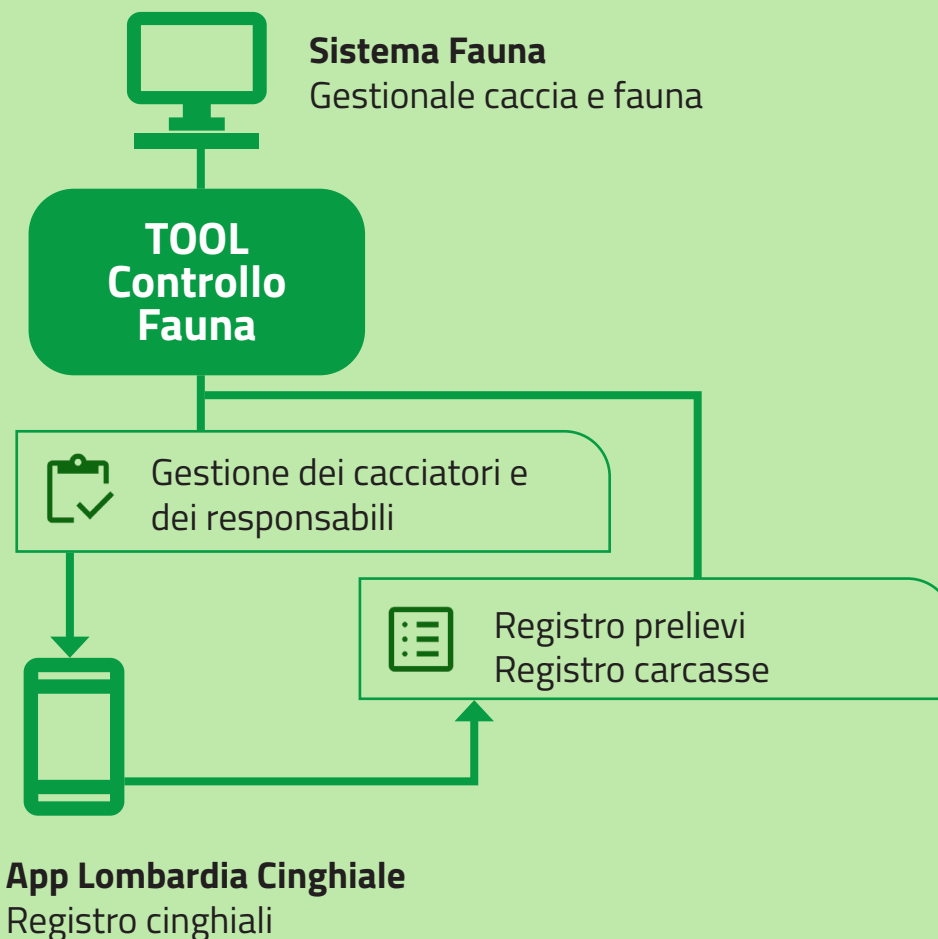 Sistema Fauna
Gestionale caccia e fauna
TOOL
Controllo
Fauna
Gestione dei cacciatori e
dei responsabili
Registro prelievi
Registro carcasse
App Lombardia Cinghiale
Registro cinghiali